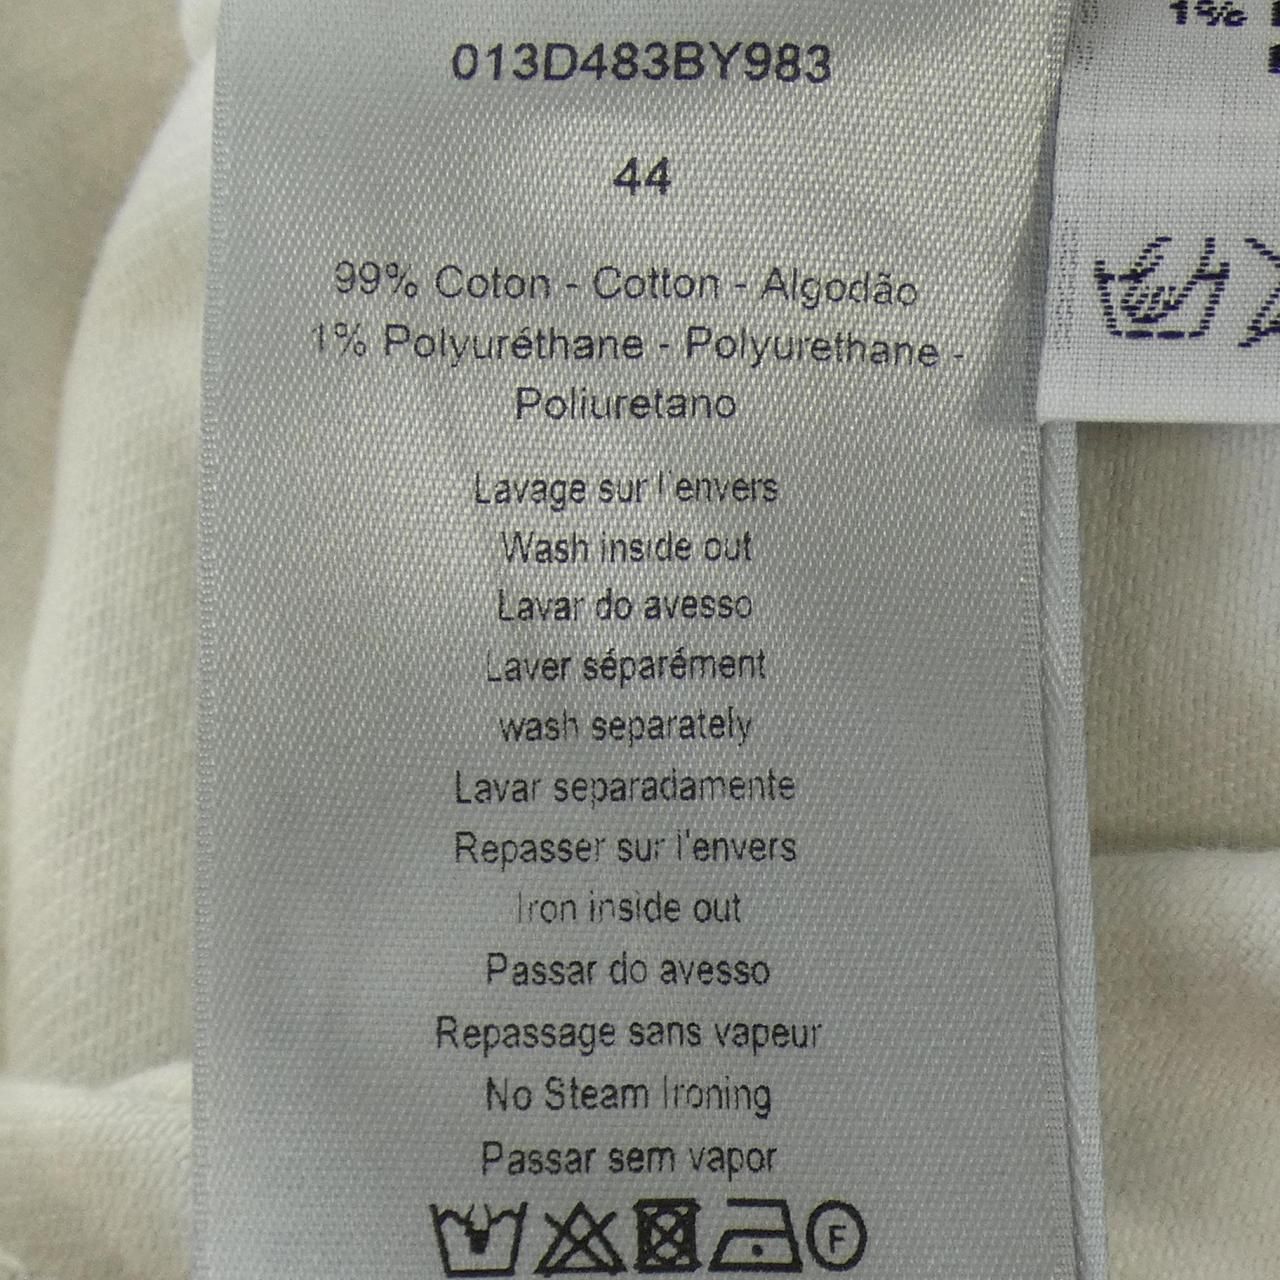 013D483BY983
44
99% Coton - Cotton - Algodão
1% Polyuréthane - Polyurethane -
Poliuretano
Lavage sur l'envers
Wash inside out
Lavar do avesso
Laver séparément
wash separately
Lavar separadamente
Repasser sur l'envers
Iron inside out
Passar do avesso
Repassage sans vapeur
No Steam Ironing
Passar sem vapor
F
1%